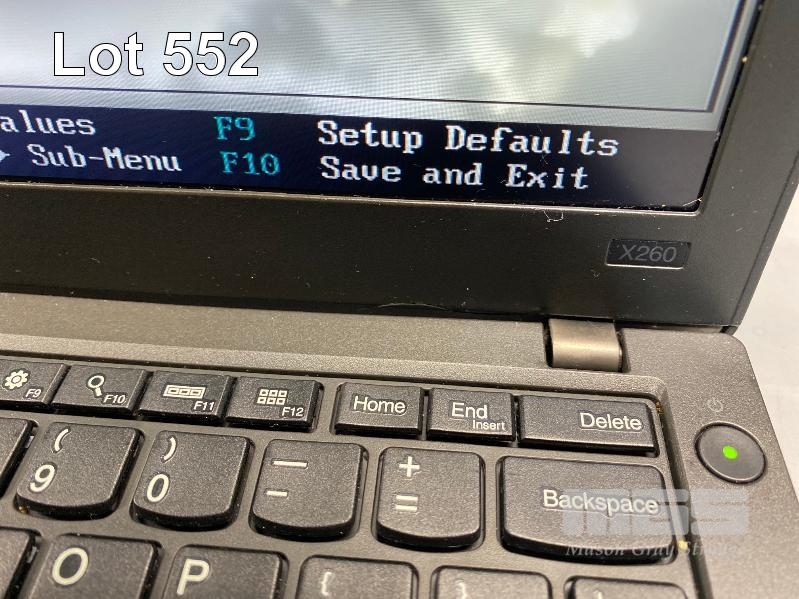 Lot 552
alues F9 Setup Defaults
Sub-Menu F10 Save and Exit
X260
F9 F10 F11 F12 Home End Insert Delete
( 9 ) 0 — - + = Backspace
MGS
Mason Gray Strange
O P { }